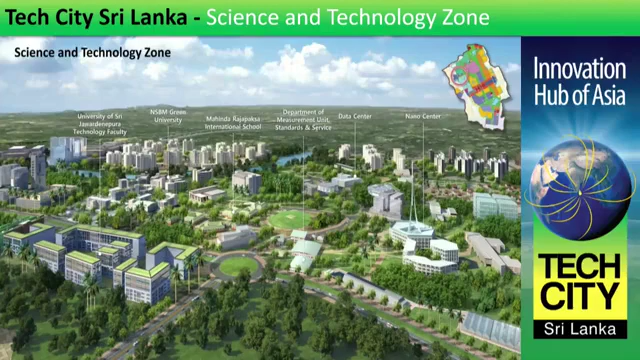 Tech City Sri Lanka - Science and Technology Zone
Science and Technology Zone
University of Sri
Jawardenepura
Technology Faculty
NSBM Green
University
Mahinda Rajapaksa
International School
Department of
Measurement Unit,
Standards & Service
Data Center
Nano Center
Innovation
Hub of Asia
TECH
CITY
Sri Lanka